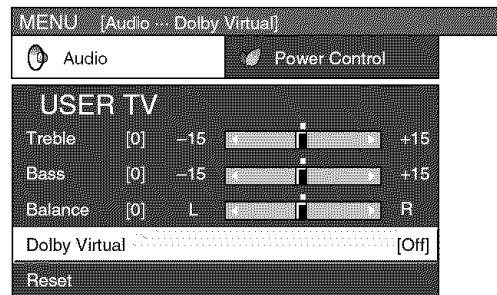 MENU [Audio ··· Dolby Virtual]
Audio Power Control
USER TV
Treble [0] −15 +15
Bass [0] −15 +15
Balance [0] L R
Dolby Virtual [Off]
Reset